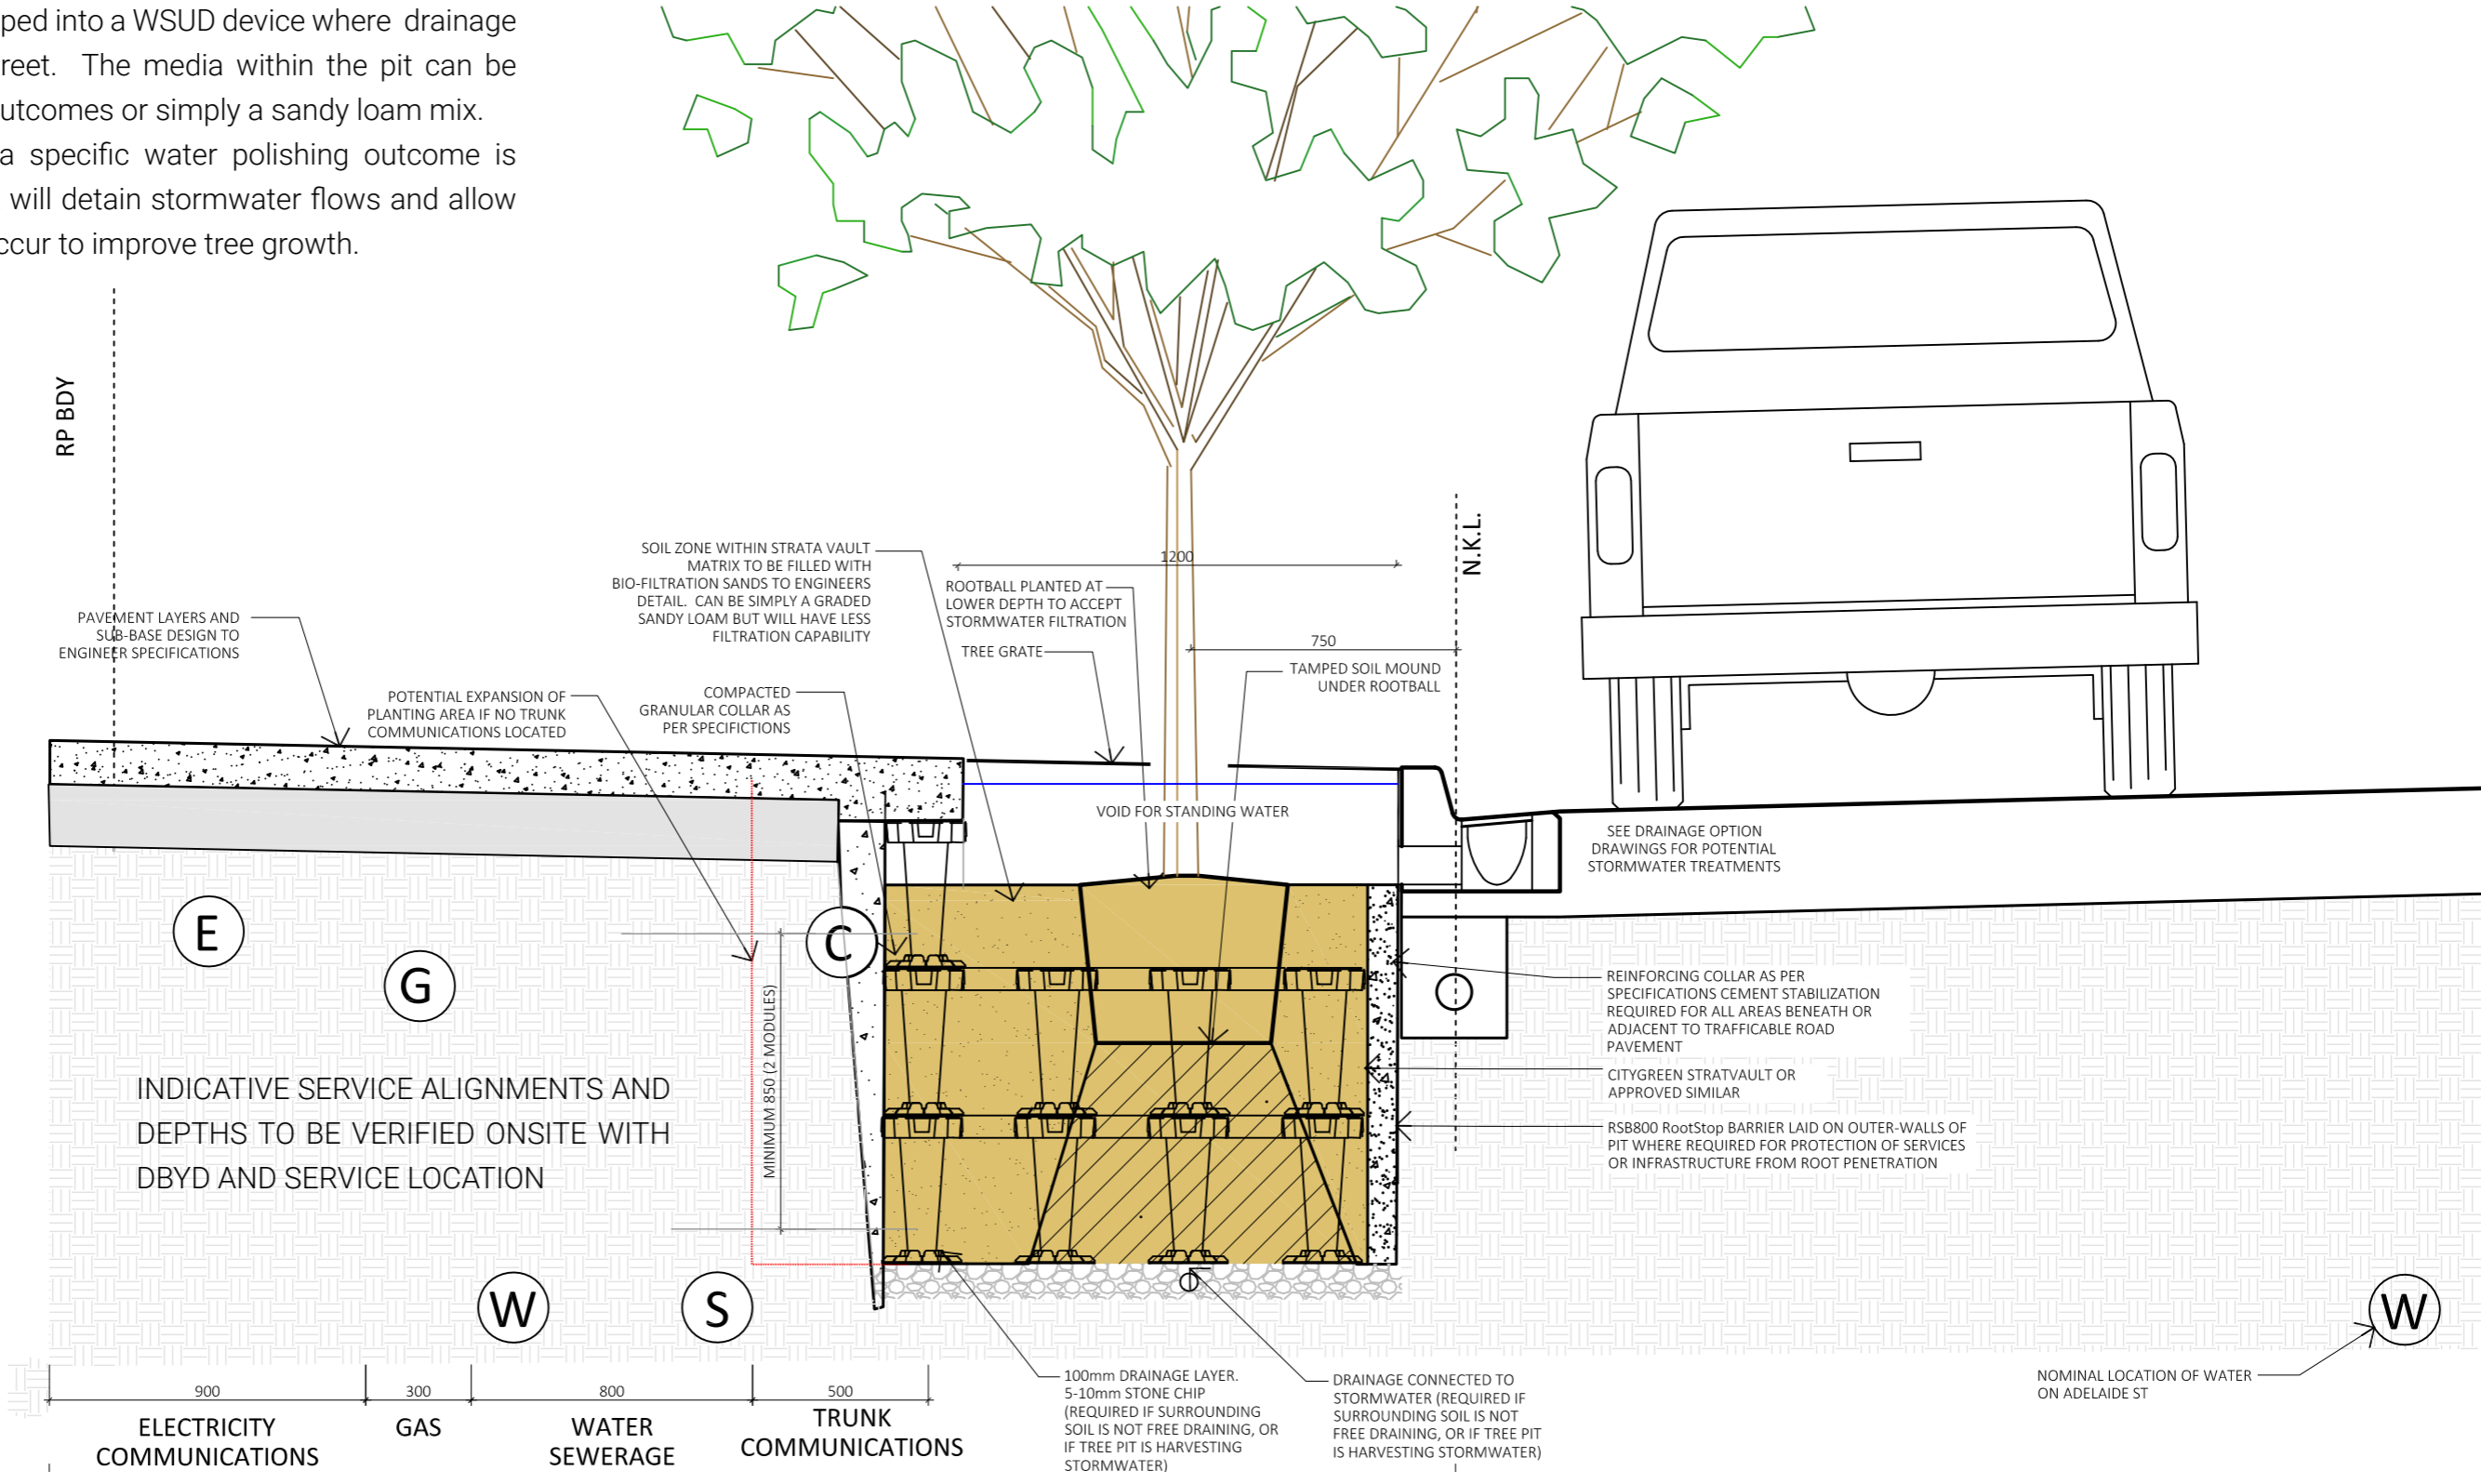 ped into a WSUD device where drainage
reet. The media within the pit can be
utcomes or simply a sandy loam mix.
a specific water polishing outcome is
will detain stormwater flows and allow
ccur to improve tree growth.
RP BDY
N.K.L.
SOIL ZONE WITHIN STRATA VAULT
MATRIX TO BE FILLED WITH
BIO-FILTRATION SANDS TO ENGINEERS
DETAIL. CAN BE SIMPLY A GRADED
SANDY LOAM BUT WILL HAVE LESS
FILTRATION CAPABILITY
1200
ROOTBALL PLANTED AT
LOWER DEPTH TO ACCEPT
STORMWATER FILTRATION
750
TREE GRATE
TAMPED SOIL MOUND
UNDER ROOTBALL
PAVEMENT LAYERS AND
SUB-BASE DESIGN TO
ENGINEER SPECIFICATIONS
POTENTIAL EXPANSION OF
PLANTING AREA IF NO TRUNK
COMMUNICATIONS LOCATED
COMPACTED
GRANULAR COLLAR AS
PER SPECIFICTIONS
VOID FOR STANDING WATER
SEE DRAINAGE OPTION
DRAWINGS FOR POTENTIAL
STORMWATER TREATMENTS
E
G
C
MINIMUM 850 (2 MODULES)
REINFORCING COLLAR AS PER
SPECIFICATIONS CEMENT STABILIZATION
REQUIRED FOR ALL AREAS BENEATH OR
ADJACENT TO TRAFFICABLE ROAD
PAVEMENT
CITYGREEN STRATVAULT OR
APPROVED SIMILAR
RSB800 RootStop BARRIER LAID ON OUTER-WALLS OF
PIT WHERE REQUIRED FOR PROTECTION OF SERVICES
OR INFRASTRUCTURE FROM ROOT PENETRATION
INDICATIVE SERVICE ALIGNMENTS AND
DEPTHS TO BE VERIFIED ONSITE WITH
DBYD AND SERVICE LOCATION
W
S
W
NOMINAL LOCATION OF WATER
ON ADELAIDE ST
100mm DRAINAGE LAYER.
5-10mm STONE CHIP
(REQUIRED IF SURROUNDING
SOIL IS NOT FREE DRAINING, OR
IF TREE PIT IS HARVESTING
STORMWATER)
DRAINAGE CONNECTED TO
STORMWATER (REQUIRED IF
SURROUNDING SOIL IS NOT
FREE DRAINING, OR IF TREE PIT
IS HARVESTING STORMWATER)
900
300
800
500
ELECTRICITY
COMMUNICATIONS
GAS
WATER
SEWERAGE
TRUNK
COMMUNICATIONS